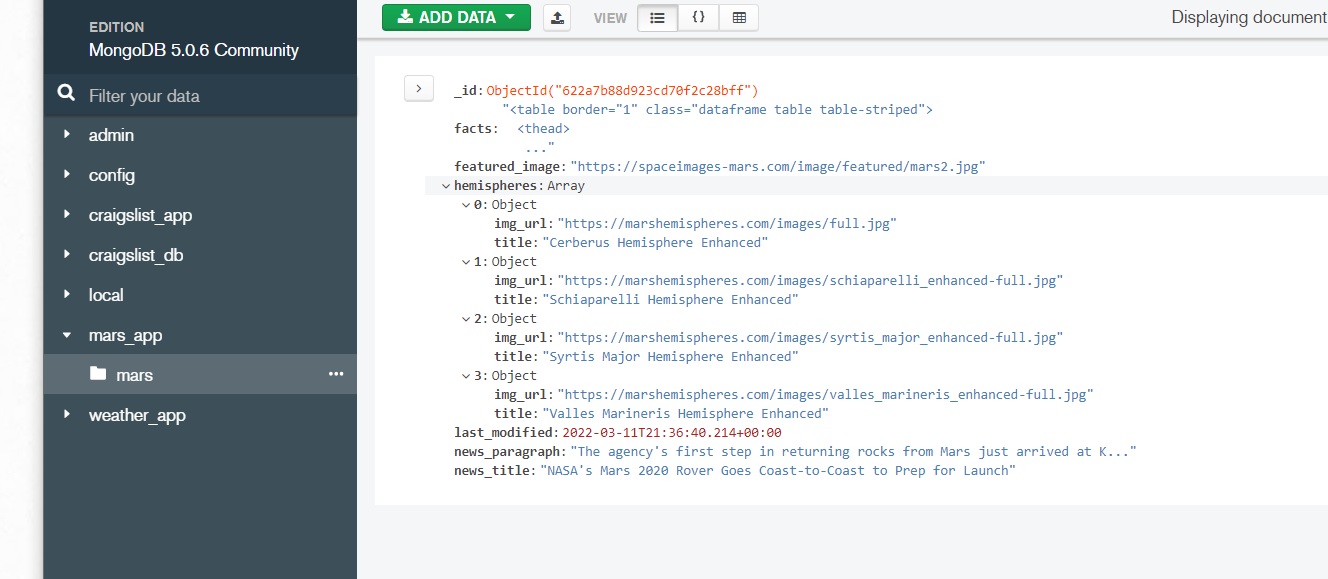 EDITION
MongoDB 5.0.6 Community
Filter your data
admin
config
craigslist_app
craigslist_db
local
mars_app
mars
weather_app
ADD DATA
VIEW
{}
Displaying document
_id: ObjectId("622a7b88d923cd70f2c28bff")
"<table border="1" class="dataframe table table-striped">
facts: <thead>
..."
featured_image: "https://spaceimages-mars.com/image/featured/mars2.jpg"
hemispheres: Array
0: Object
img_url: "https://marshemispheres.com/images/full.jpg"
title: "Cerberus Hemisphere Enhanced"
1: Object
img_url: "https://marshemispheres.com/images/schiaparelli_enhanced-full.jpg"
title: "Schiaparelli Hemisphere Enhanced"
2: Object
img_url: "https://marshemispheres.com/images/syrtis_major_enhanced-full.jpg"
title: "Syrtis Major Hemisphere Enhanced"
3: Object
img_url: "https://marshemispheres.com/images/valles_marineris_enhanced-full.jpg"
title: "Valles Marineris Hemisphere Enhanced"
last_modified: 2022-03-11T21:36:40.214+00:00
news_paragraph: "The agency's first step in returning rocks from Mars just arrived at K..."
news_title: "NASA's Mars 2020 Rover Goes Coast-to-Coast to Prep for Launch"